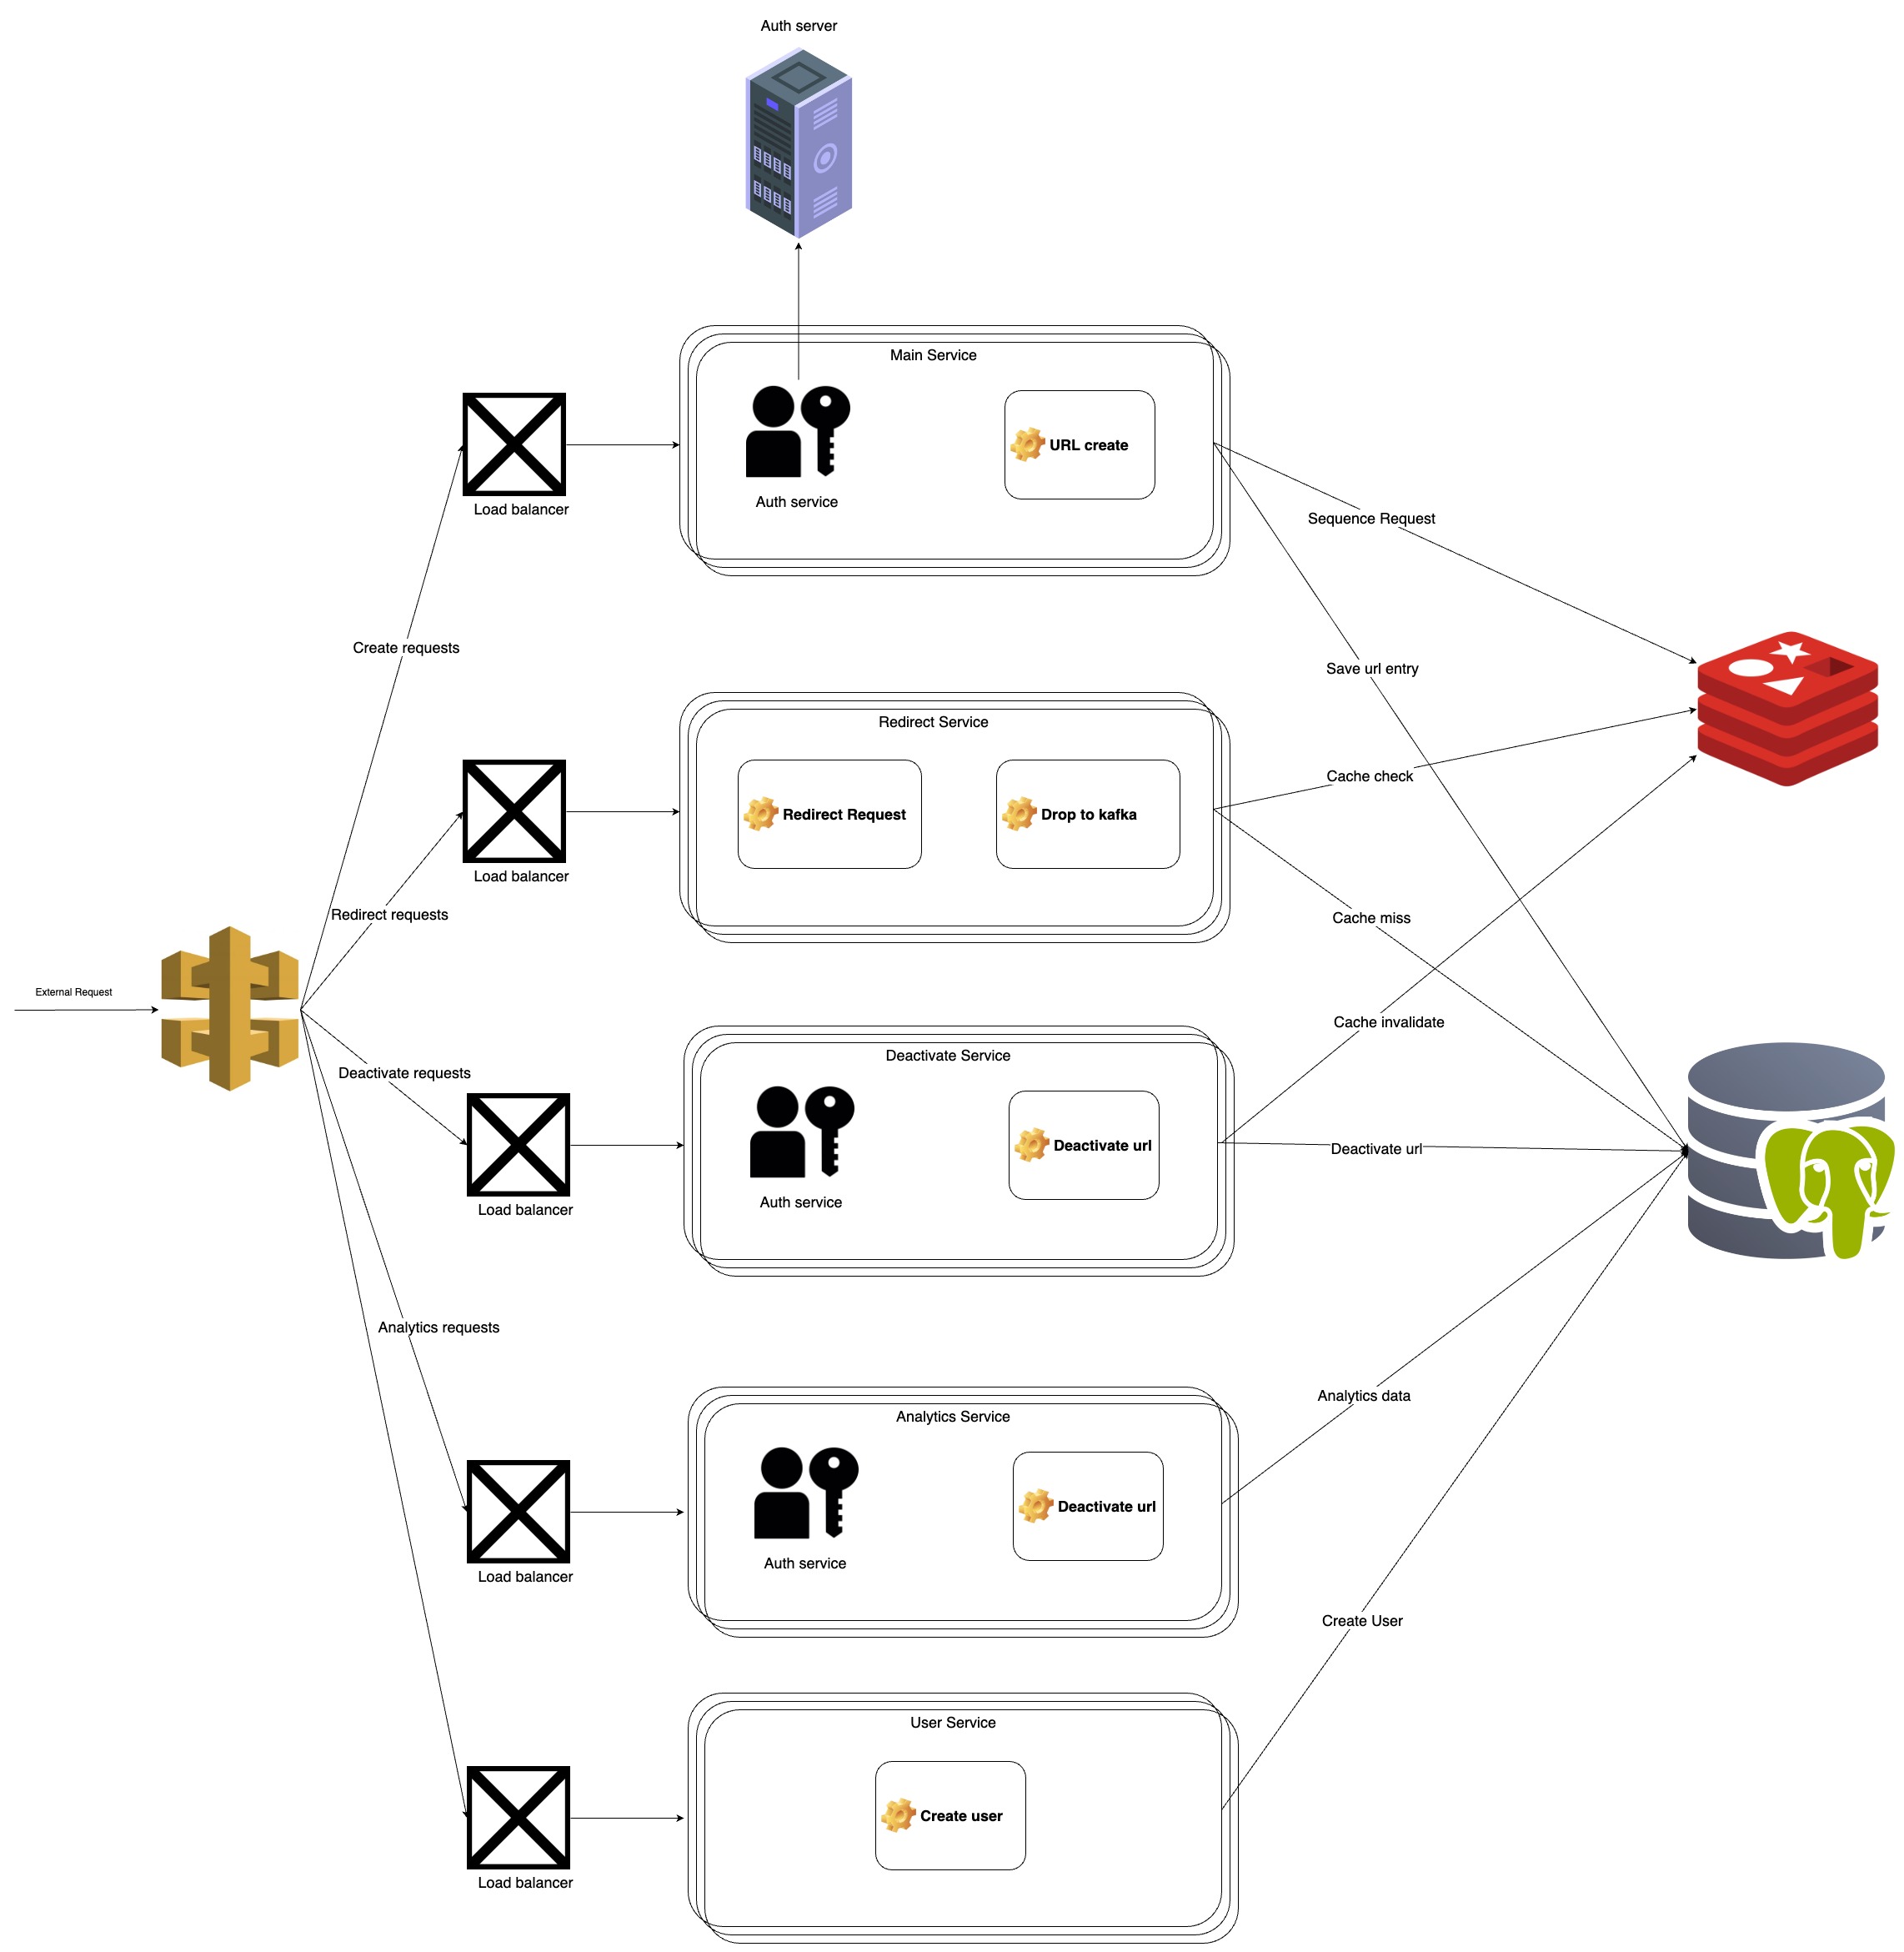 Auth server
Main Service
URL create
Auth service
Load balancer
Sequence Request
Create requests
Save url entry
Redirect Service
Redirect Request
Drop to kafka
Cache check
Load balancer
Redirect requests
Cache miss
External Request
Cache invalidate
Deactivate Service
Deactivate requests
Deactivate url
Deactivate url
Auth service
Load balancer
Analytics requests
Analytics data
Analytics Service
Deactivate url
Auth service
Load balancer
Create User
User Service
Create user
Load balancer